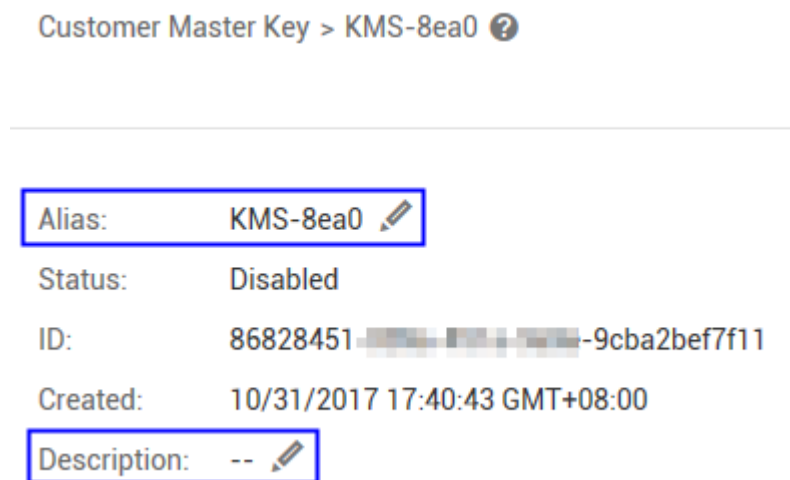 Customer Master Key > KMS-8ea0 ?
Alias: KMS-8ea0
Status: Disabled
ID: 86828451- -9cba2bef7f11
Created: 10/31/2017 17:40:43 GMT+08:00
Description: --